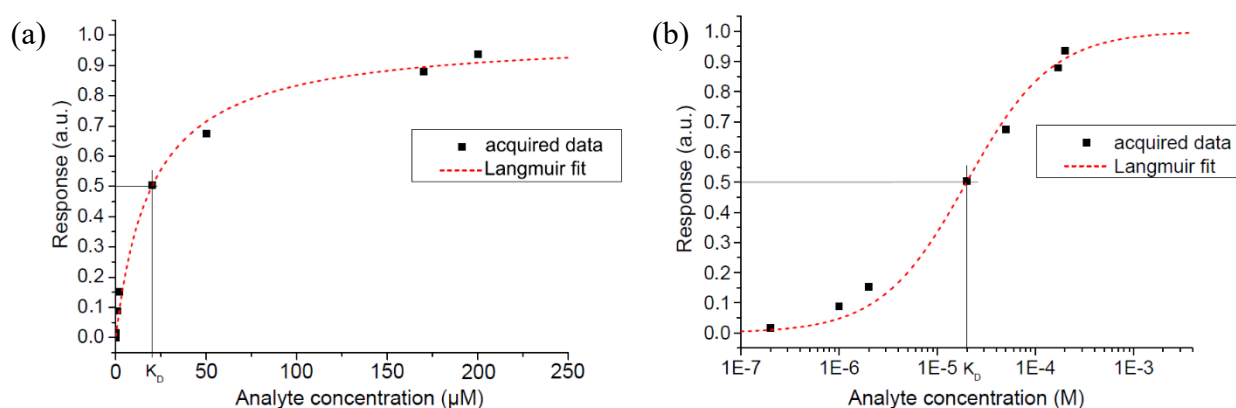 (a)
1.0
0.9
0.8
0.7
0.6
0.5
0.4
0.3
0.2
0.1
0.0
Response (a.u.)
acquired data
Langmuir fit
0 K_D 50 100 150 200 250
Analyte concentration (µM)
(b)
1.0
0.9
0.8
0.7
0.6
0.5
0.4
0.3
0.2
0.1
0.0
Response (a.u.)
acquired data
Langmuir fit
1E-7 1E-6 1E-5 K_D 1E-4 1E-3
Analyte concentration (M)